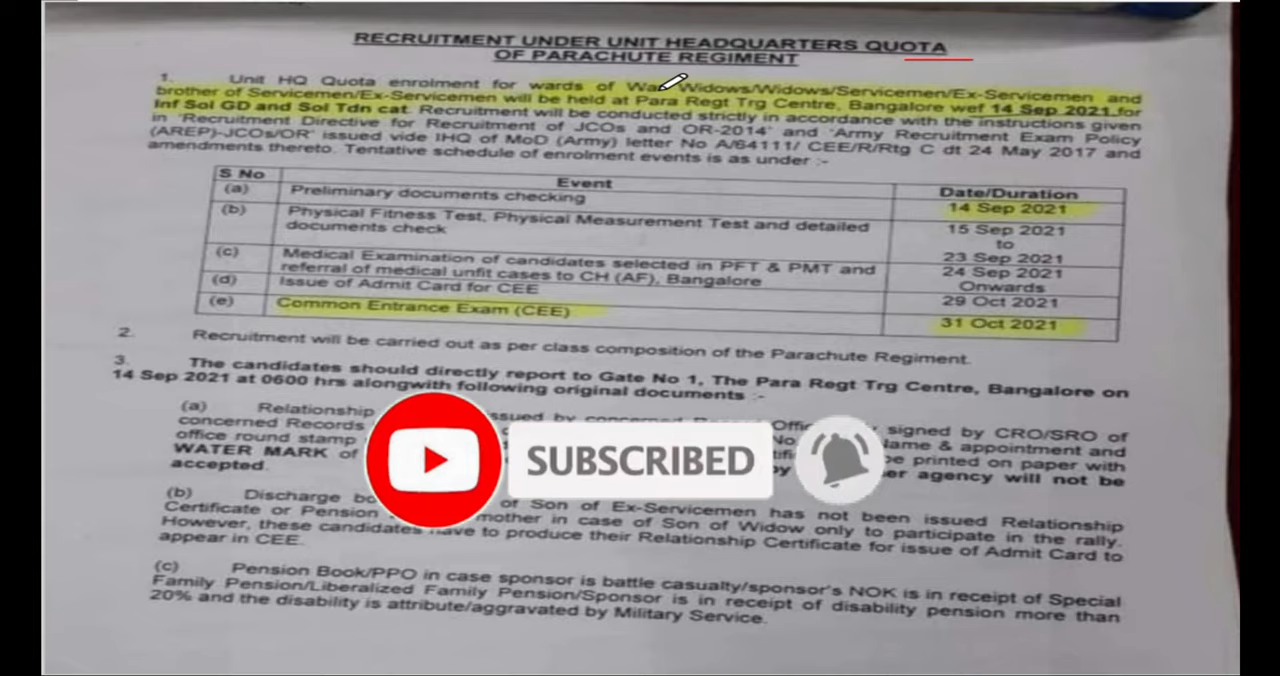 RECRUITMENT UNDER UNIT HEADQUARTERS QUOTA
OF PARACHUTE REGIMENT
1. Unit HQ Quota enrolment for wards of War Widows/Widows/Servicemen/Ex-Servicemen and
brother of Servicemen/Ex-Servicemen will be held at Para Regt Trg Centre, Bangalore wef 14 Sep 2021 for
Inf Sol GD and Sol Tdn cat. Recruitment will be conducted strictly in accordance with the instructions given
in 'Recruitment Directive for Recruitment of JCOs and OR-2014' and 'Army Recruitment Exam Policy
(AREP)-JCOs/OR' issued vide IHQ of MoD (Army) letter No A/64111/ CEE/R/Rtg C dt 24 May 2017 and
amendments thereto. Tentative schedule of enrolment events is as under :-
S No Event Date/Duration
(a) Preliminary documents checking 14 Sep 2021
(b) Physical Fitness Test, Physical Measurement Test and detailed 15 Sep 2021
documents check to
23 Sep 2021
(c) Medical Examination of candidates selected in PFT & PMT and 24 Sep 2021
referral of medical unfit cases to CH (AF), Bangalore Onwards
(d) Issue of Admit Card for CEE 29 Oct 2021
(e) Common Entrance Exam (CEE) 31 Oct 2021
2. Recruitment will be carried out as per class composition of the Parachute Regiment.
3. The candidates should directly report to Gate No 1, The Para Regt Trg Centre, Bangalore on
14 Sep 2021 at 0600 hrs alongwith following original documents :-
(a) Relationship issued by concerned signed by CRO/SRO of
concerned Records & appointment and
office round stamp be printed on paper with
WATER MARK of agency will not be
accepted.
SUBSCRIBED
(b) Discharge of Son of Ex-Servicemen has not been issued Relationship
Certificate or Pension mother in case of Son of Widow only to participate in the rally.
However, these candidates have to produce their Relationship Certificate for issue of Admit Card to
appear in CEE.
(c) Pension Book/PPO in case sponsor is battle casualty/sponsor's NOK is in receipt of Special
Family Pension/Liberalized Family Pension/Sponsor is in receipt of disability pension more than
20% and the disability is attribute/aggravated by Military Service.